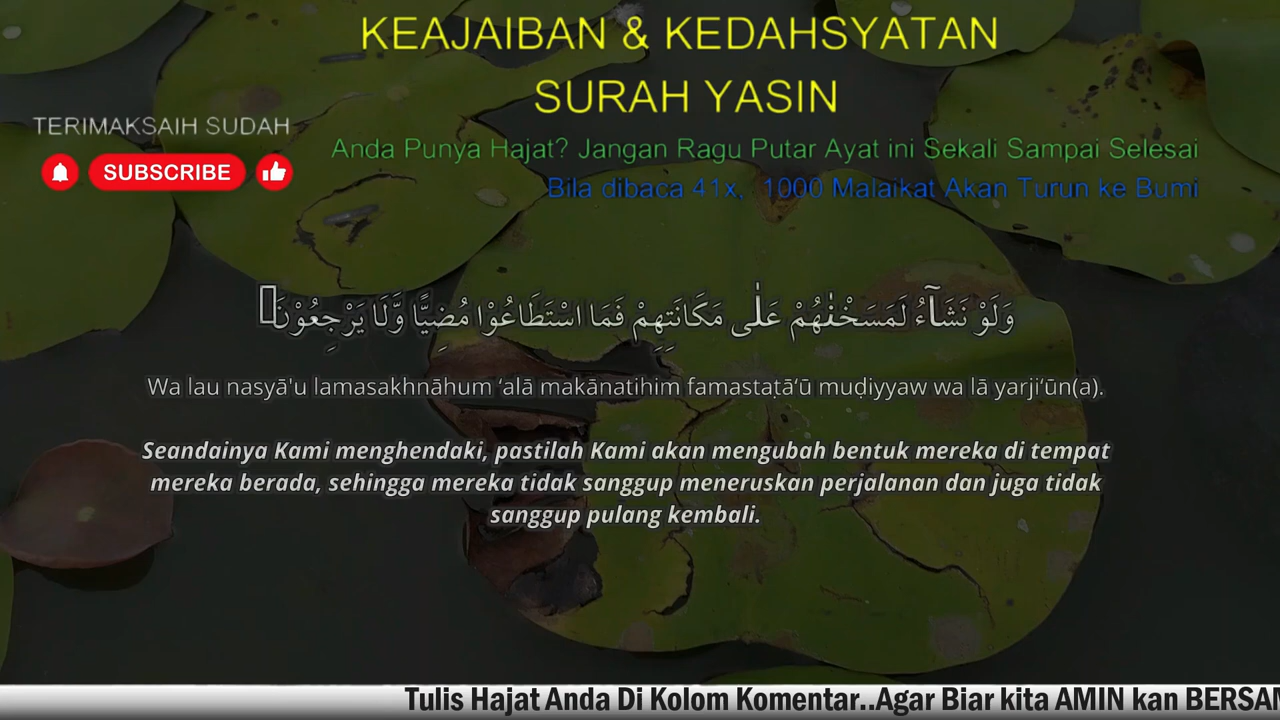 KEAJAIBAN & KEDAHSYATAN
SURAH YASIN
TERIMAKSAIH SUDAH
SUBSCRIBE
Anda Punya Hajat? Jangan Ragu Putar Ayat ini Sekali Sampai Selesai
Bila dibaca 41x, 1000 Malaikat Akan Turun ke Bumi
وَلَوْ نَشَاۤءُ لَمَسَخْنٰهُمْ عَلٰى مَكَانَتِهِمْ فَمَا اسْتَطَاعُوْا مُضِيًّا وَّلَا يَرْجِعُوْنَ
Wa lau nasyā'u lamasakhnāhum ‘alā makānatihim famastaṭā‘ū muḍiyyaw wa lā yarji‘ūn(a).
Seandainya Kami menghendaki, pastilah Kami akan mengubah bentuk mereka di tempat
mereka berada, sehingga mereka tidak sanggup meneruskan perjalanan dan juga tidak
sanggup pulang kembali.
Tulis Hajat Anda Di Kolom Komentar..Agar Biar kita AMIN kan